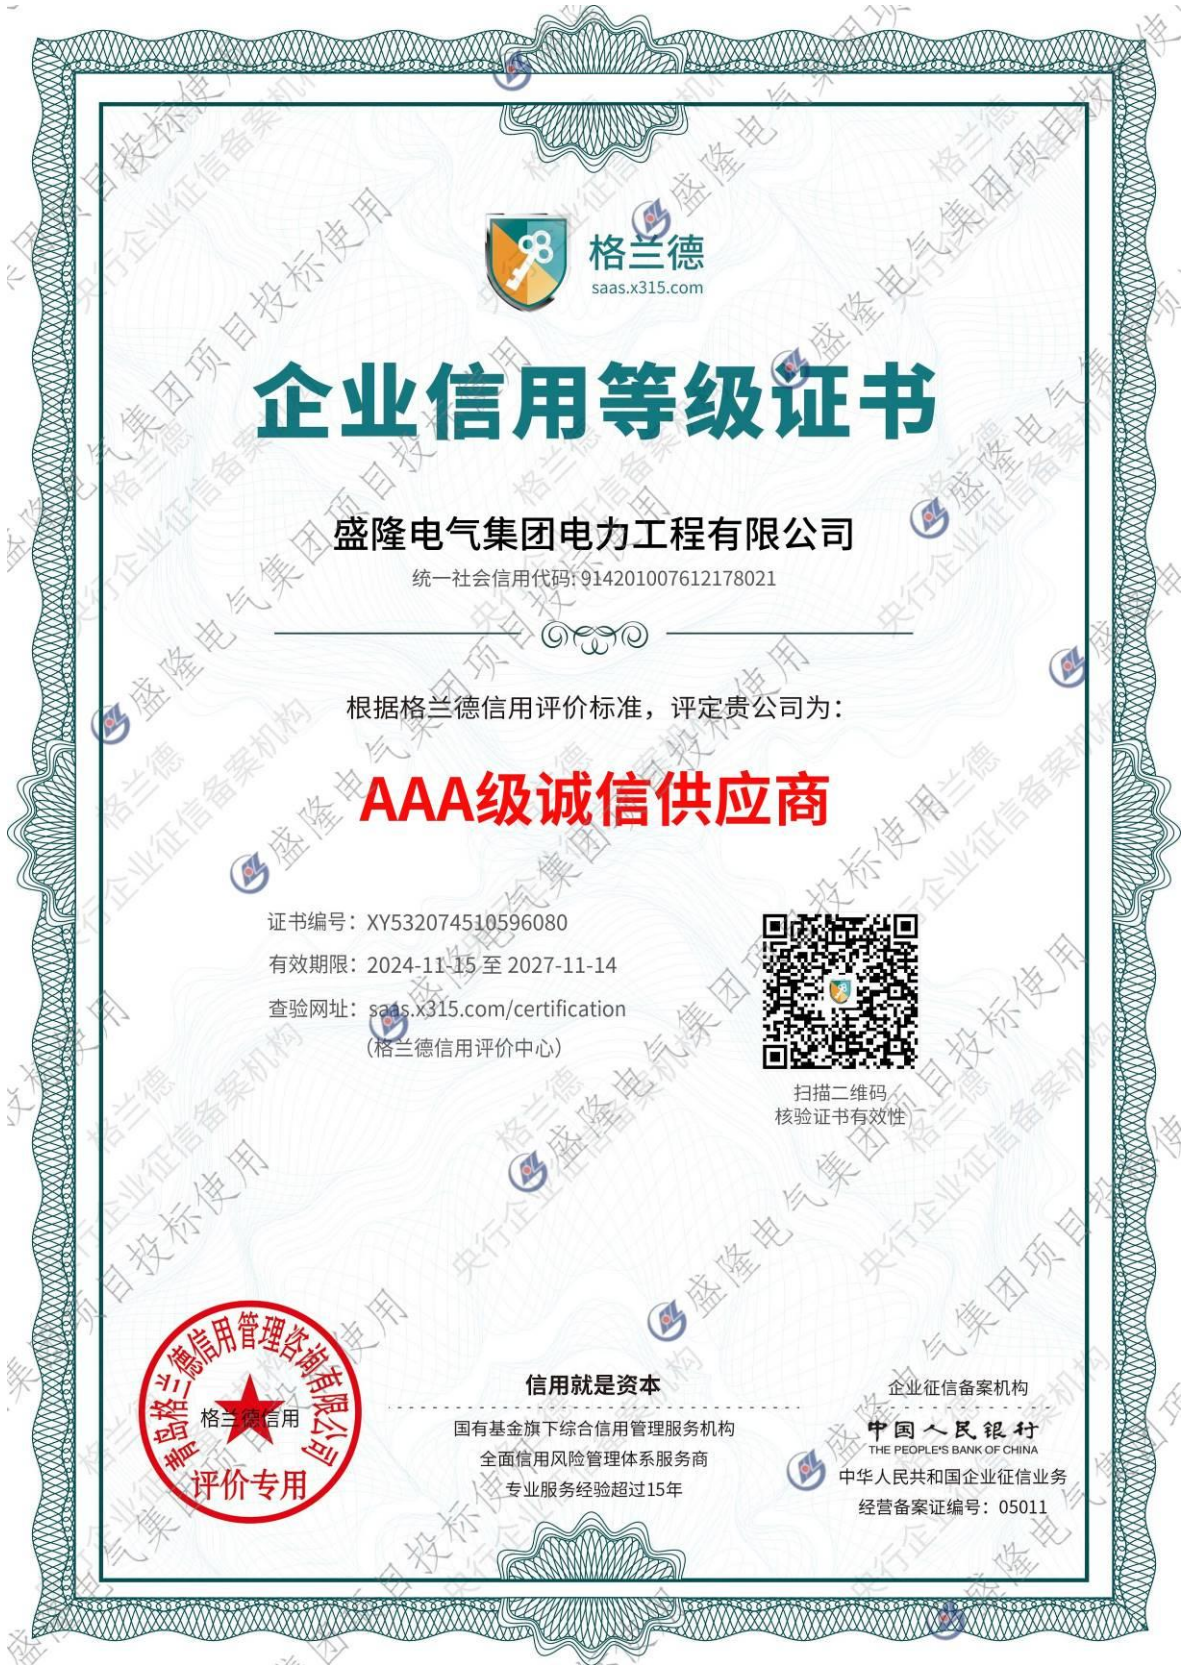 格兰德
saas.x315.com
企业信用等级证书
盛隆电气集团电力工程有限公司
统一社会信用代码: 914201007612178021
根据格兰德信用评价标准，评定贵公司为：
AAA级诚信供应商
证书编号：XY532074510596080
有效期限：2024-11-15 至 2027-11-14
查验网址：saas.x315.com/certification
（格兰德信用评价中心）
扫描二维码
核验证书有效性
青岛格兰德信用管理咨询有限公司
格兰德信用
评价专用
信用就是资本
国有基金旗下综合信用管理服务机构
全面信用风险管理体系服务商
专业服务经验超过15年
企业征信备案机构
中国人民银行
THE PEOPLE'S BANK OF CHINA
中华人民共和国企业征信业务
经营备案证编号：05011
盛隆电气集团项目投标使用
格兰德
央行企业征信备案机构